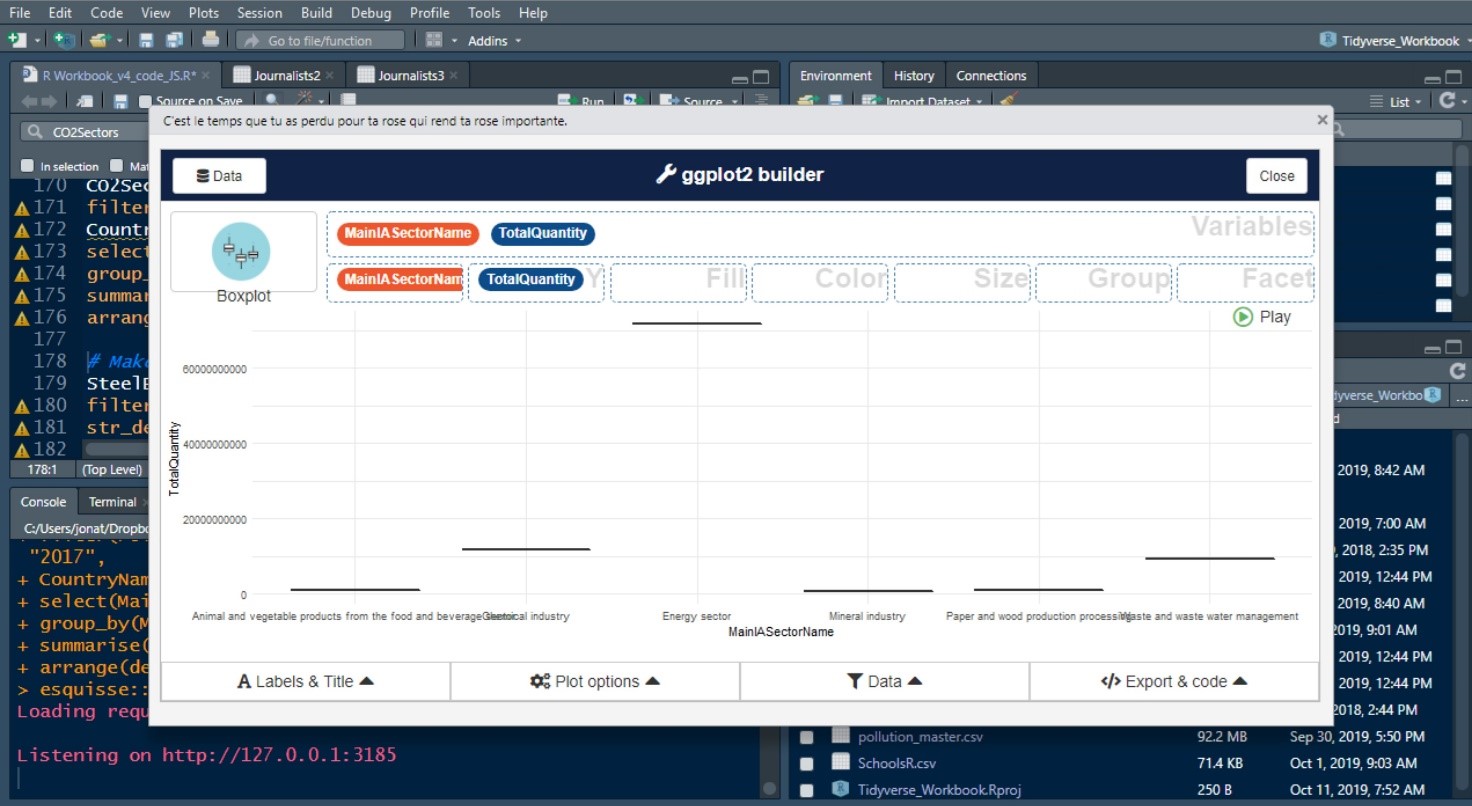 File Edit Code View Plots Session Build Debug Profile Tools Help
Go to file/function Addins Tidyverse_Workbook
R Workbook_v4_code_JS.R* Journalists2 Journalists3
Environment History Connections
Source on Save Run Source
Import Dataset List
CO2Sectors
In selection
C'est le temps que tu as perdu pour ta rose qui rend ta rose importante.
Data
ggplot2 builder
Close
MainIASectorName TotalQuantity Variables
Boxplot
MainIASectorNam TotalQuantity Y Fill Color Size Group Facet
Play
TotalQuantity
60000000000
40000000000
20000000000
0
Animal and vegetable products from the food and beverage sector Chemical industry Energy sector Mineral industry Paper and wood production processing Waste and waste water management
MainIASectorName
A Labels & Title Plot options Data </> Export & code
170 CO2Sec
171 filter
172 Countr
173 select
174 group_
175 summar
176 arrang
177
178 # Mak
179 SteelE
180 filter
181 str_de
182
178:1 (Top Level)
Console Terminal
C:/Users/jonat/Dropbo
"2017",
+ CountryNam
+ select(Mai
+ group_by(M
+ summarise(
+ arrange(de
> esquisse::
Loading requ
Listening on http://127.0.0.1:3185
dyverse_Workbo ...
2019, 8:42 AM
2019, 7:00 AM
, 2018, 2:35 PM
2019, 12:44 PM
2019, 8:40 AM
2019, 9:01 AM
2019, 12:44 PM
2019, 12:44 PM
2019, 12:44 PM
2018, 2:44 PM
pollution_master.csv 92.2 MB Sep 30, 2019, 5:50 PM
SchoolsR.csv 71.4 KB Oct 1, 2019, 9:03 AM
Tidyverse_Workbook.Rproj 250 B Oct 11, 2019, 7:52 AM